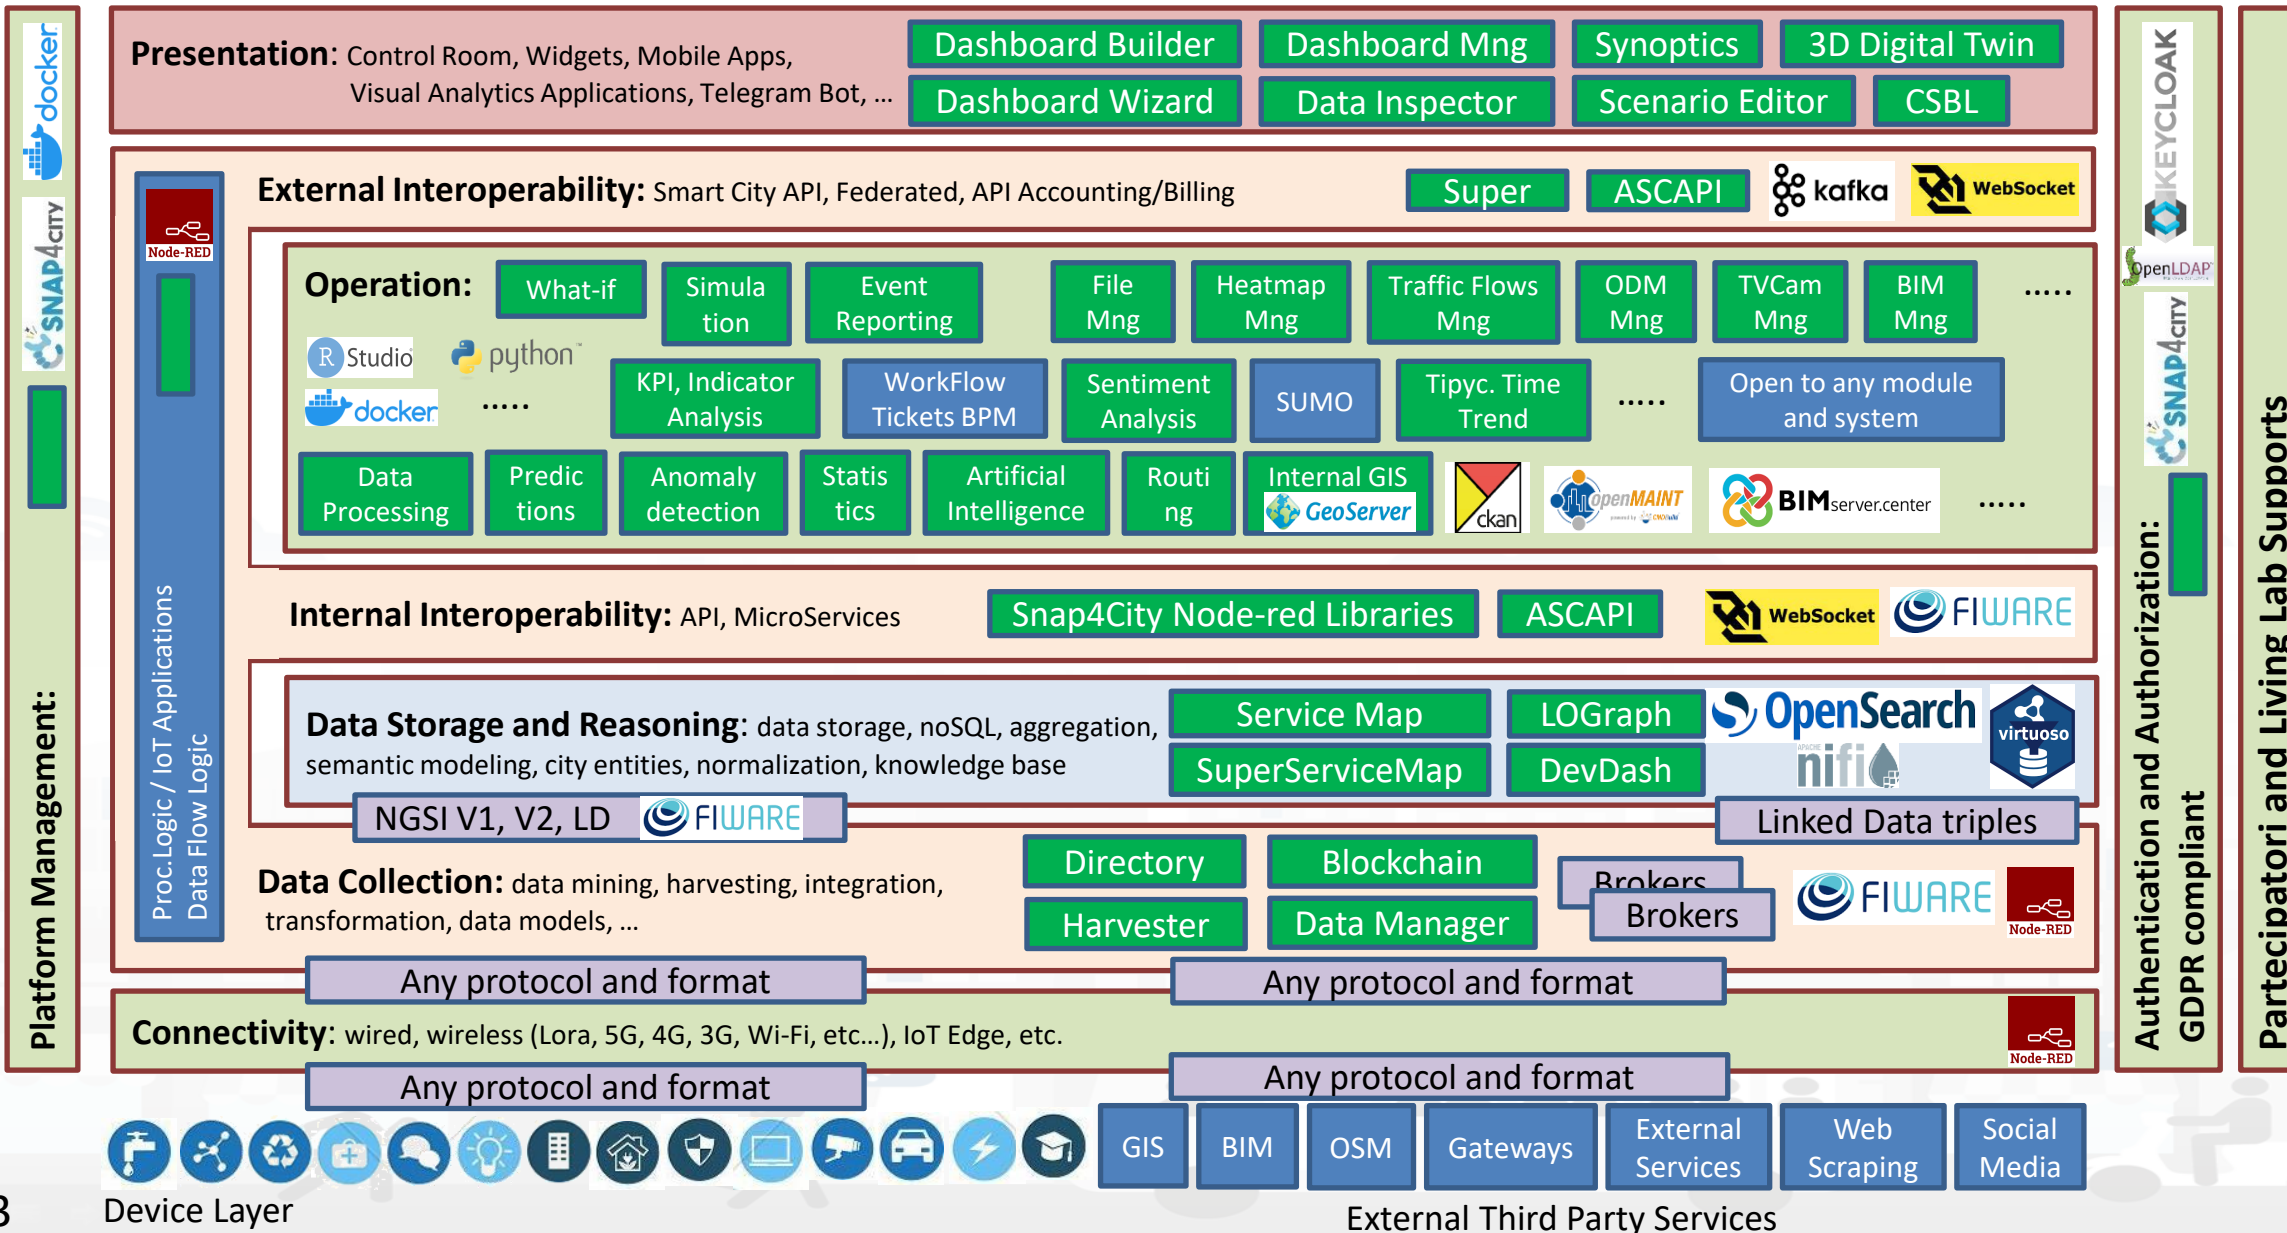 docker
SNAP4CITY
Platform Management:
Presentation: Control Room, Widgets, Mobile Apps,
Visual Analytics Applications, Telegram Bot, ...
Dashboard Builder
Dashboard Mng
Synoptics
3D Digital Twin
Dashboard Wizard
Data Inspector
Scenario Editor
CSBL
Node-RED
Proc.Logic / IoT Applications
Data Flow Logic
External Interoperability: Smart City API, Federated, API Accounting/Billing
Super
ASCAPI
kafka
WebSocket
Operation:
What-if
Simula
tion
Event
Reporting
File
Mng
Heatmap
Mng
Traffic Flows
Mng
ODM
Mng
TVCam
Mng
BIM
Mng
.....
R Studio
python
docker
.....
KPI, Indicator
Analysis
WorkFlow
Tickets BPM
Sentiment
Analysis
SUMO
Tipyc. Time
Trend
.....
Open to any module
and system
Data
Processing
Predic
tions
Anomaly
detection
Statis
tics
Artificial
Intelligence
Routi
ng
Internal GIS
GeoServer
ckan
openMAINT
BIMserver.center
.....
Internal Interoperability: API, MicroServices
Snap4City Node-red Libraries
ASCAPI
WebSocket
FIWARE
Data Storage and Reasoning: data storage, noSQL, aggregation,
semantic modeling, city entities, normalization, knowledge base
Service Map
LOGraph
SuperServiceMap
DevDash
OpenSearch
APACHE
nifi
virtuoso
NGSI V1, V2, LD
FIWARE
Linked Data triples
Data Collection: data mining, harvesting, integration,
transformation, data models, ...
Directory
Blockchain
Harvester
Data Manager
Brokers
Brokers
FIWARE
Node-RED
Any protocol and format
Any protocol and format
Connectivity: wired, wireless (Lora, 5G, 4G, 3G, Wi-Fi, etc...), IoT Edge, etc.
Node-RED
Any protocol and format
Any protocol and format
GIS
BIM
OSM
Gateways
External
Services
Web
Scraping
Social
Media
3
Device Layer
External Third Party Services
KEYCLOAK
OpenLDAP
SNAP4CITY
Authentication and Authorization:
GDPR compliant
Partecipatori and Living Lab Supports